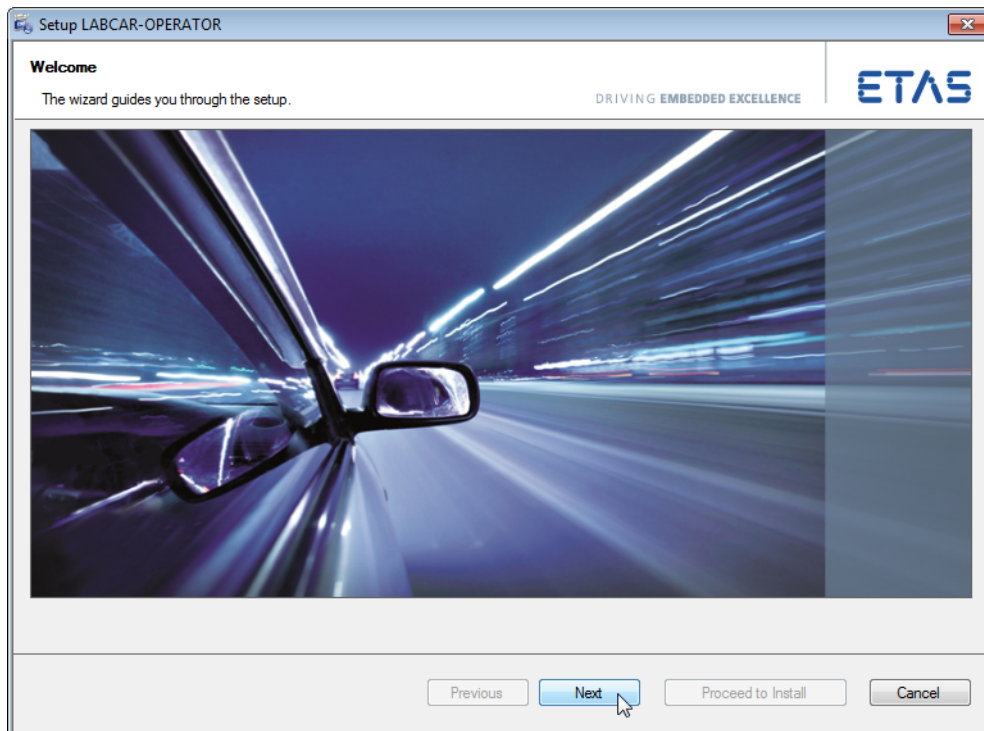 Setup LABCAR-OPERATOR
Welcome
The wizard guides you through the setup.
DRIVING EMBEDDED EXCELLENCE
ETAS
Previous
Next
Proceed to Install
Cancel